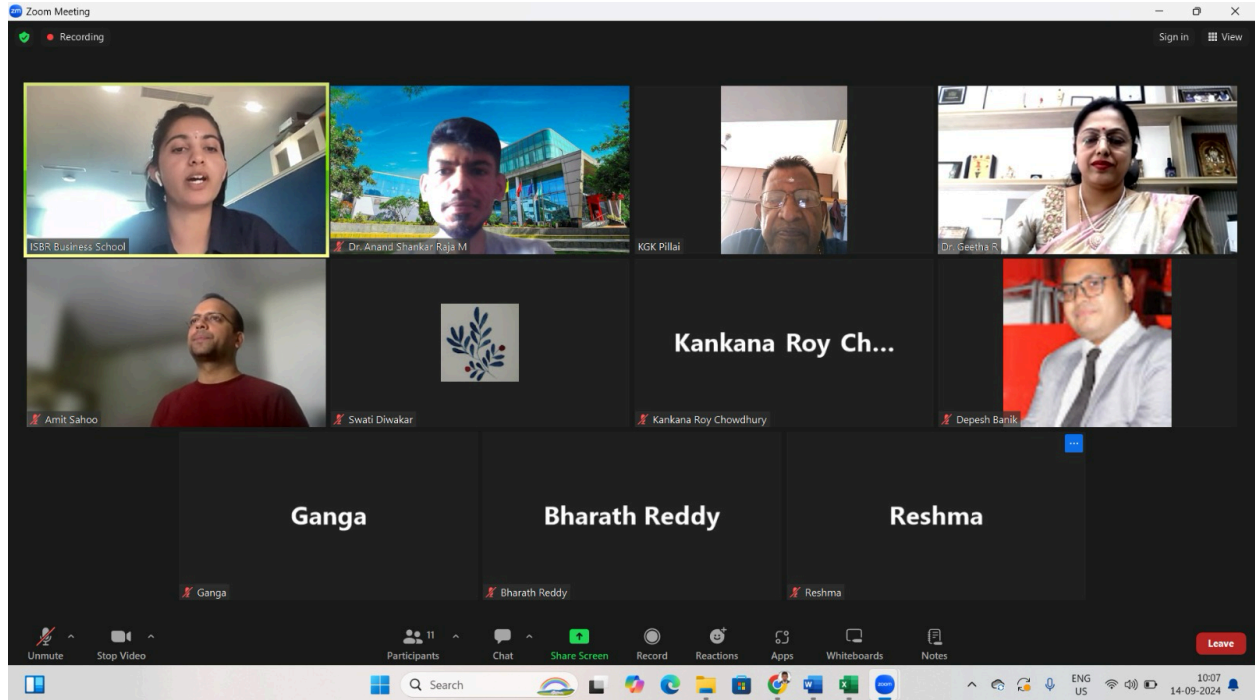 Zoom Meeting
Recording
Sign in
View
ISBR Business School
Dr. Anand Shankar Raja M
KGK Pillai
Dr. Geetha R
Amit Sahoo
Swati Diwakar
Kankana Roy Ch...
Kankana Roy Chowdhury
Depesh Banik
Ganga
Bharath Reddy
Reshma
Ganga
Bharath Reddy
Reshma
Unmute
Stop Video
11
Participants
Chat
Share Screen
Record
Reactions
Apps
Whiteboards
Notes
Leave
Search
ENG
US
10:07
14-09-2024